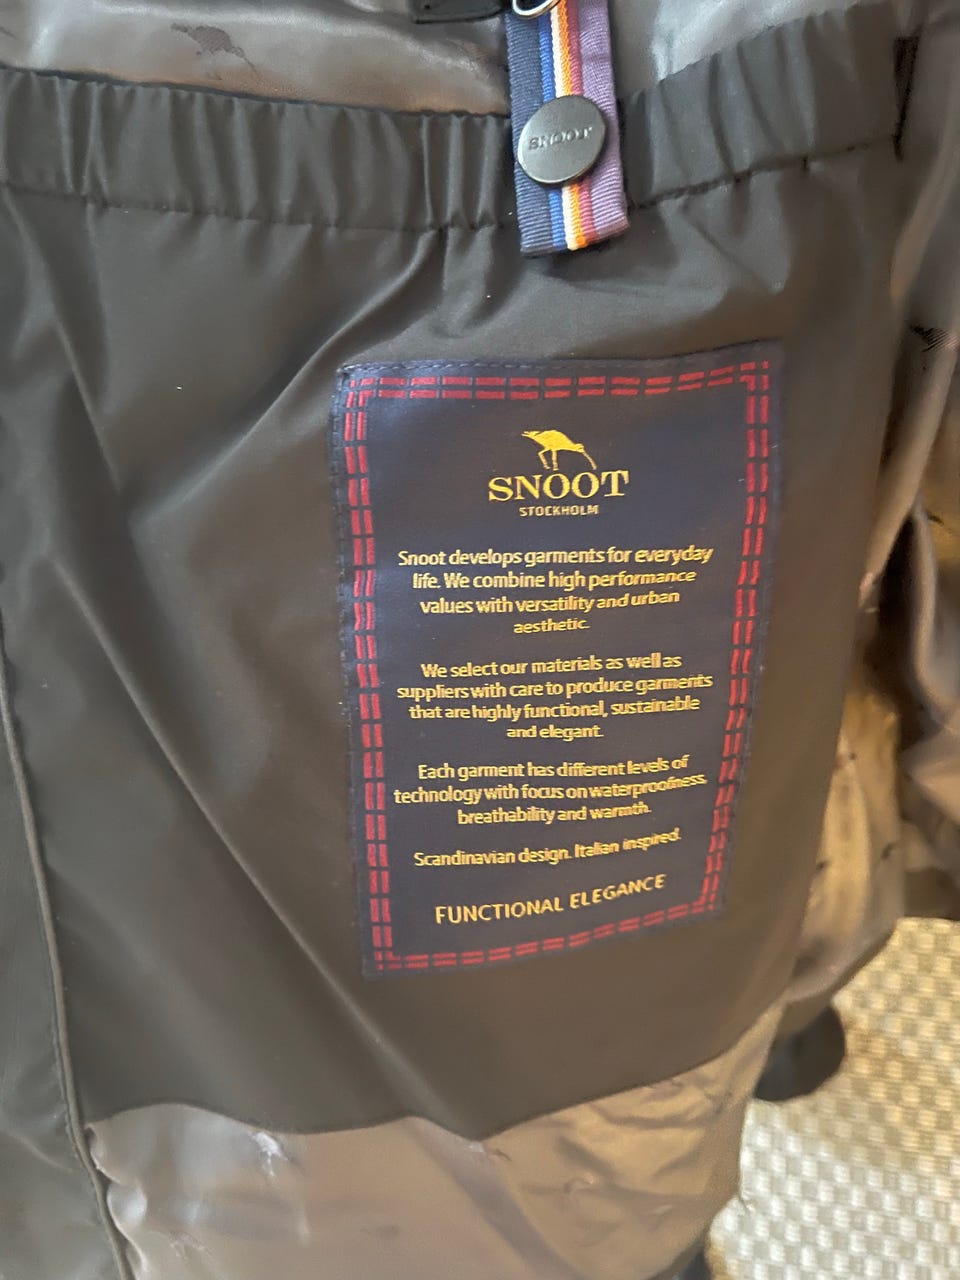 SNOOT
SNOOT
STOCKHOLM
Snoot develops garments for everyday
life. We combine high performance
values with versatility and urban
aesthetic.
We select our materials as well as
suppliers with care to produce garments
that are highly functional, sustainable
and elegant.
Each garment has different levels of
technology with focus on waterproofness,
breathability and warmth.
Scandinavian design. Italian inspired.
FUNCTIONAL ELEGANCE